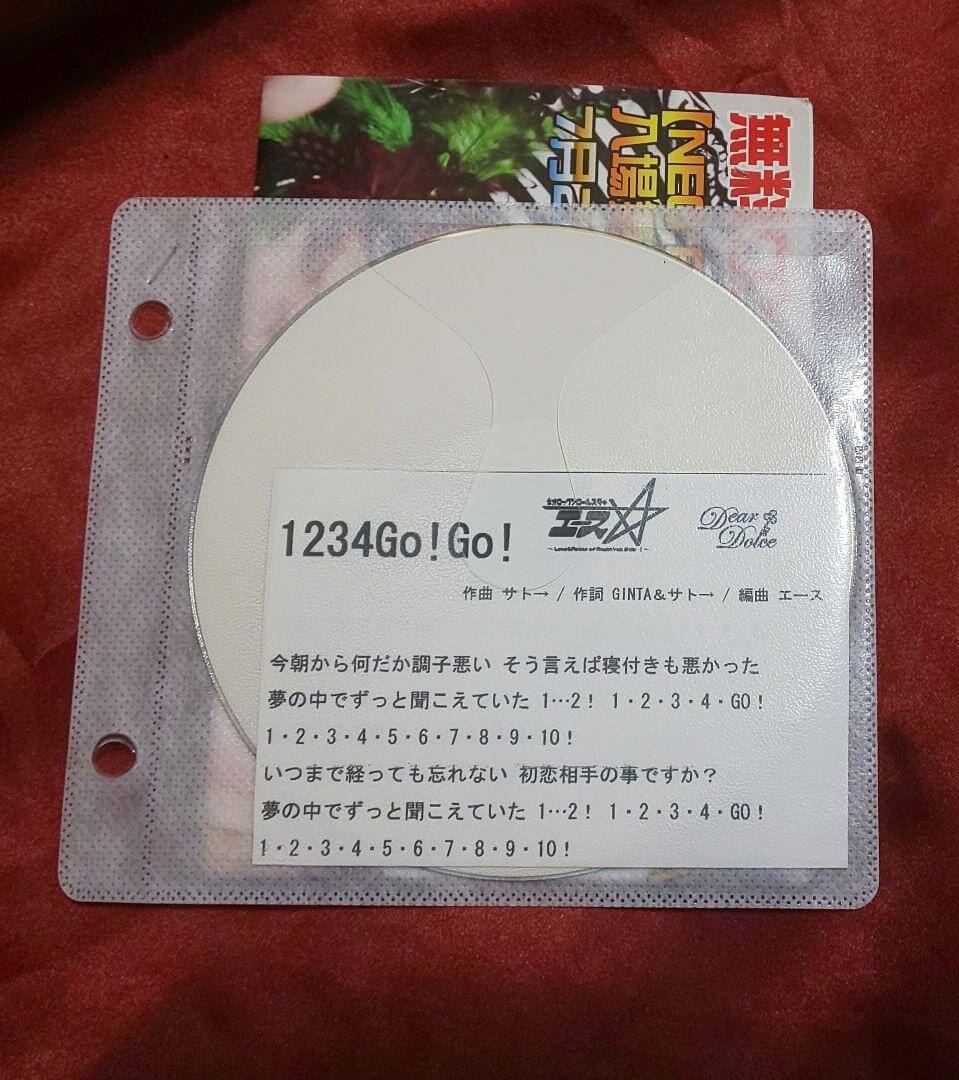 無料
【NEO
入場
7月
1234Go!Go!
エース
Dear
Dolce
作曲 サト→ / 作詞 GINTA&サト→ / 編曲 エース
今朝から何だか調子悪い そう言えば寝付きも悪かった
夢の中でずっと聞こえていた 1…2! 1・2・3・4・GO!
1・2・3・4・5・6・7・8・9・10!
いつまで経っても忘れない 初恋相手の事ですか?
夢の中でずっと聞こえていた 1…2! 1・2・3・4・GO!
1・2・3・4・5・6・7・8・9・10!